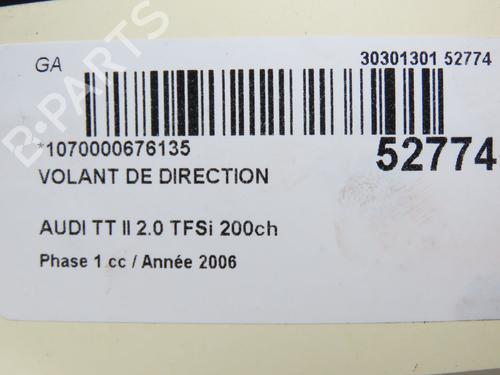 GA
30301301 52774
*1070000676135
52774
VOLANT DE DIRECTION
AUDI TT II 2.0 TFSi 200ch
Phase 1 cc / Année 2006
B-PARTS